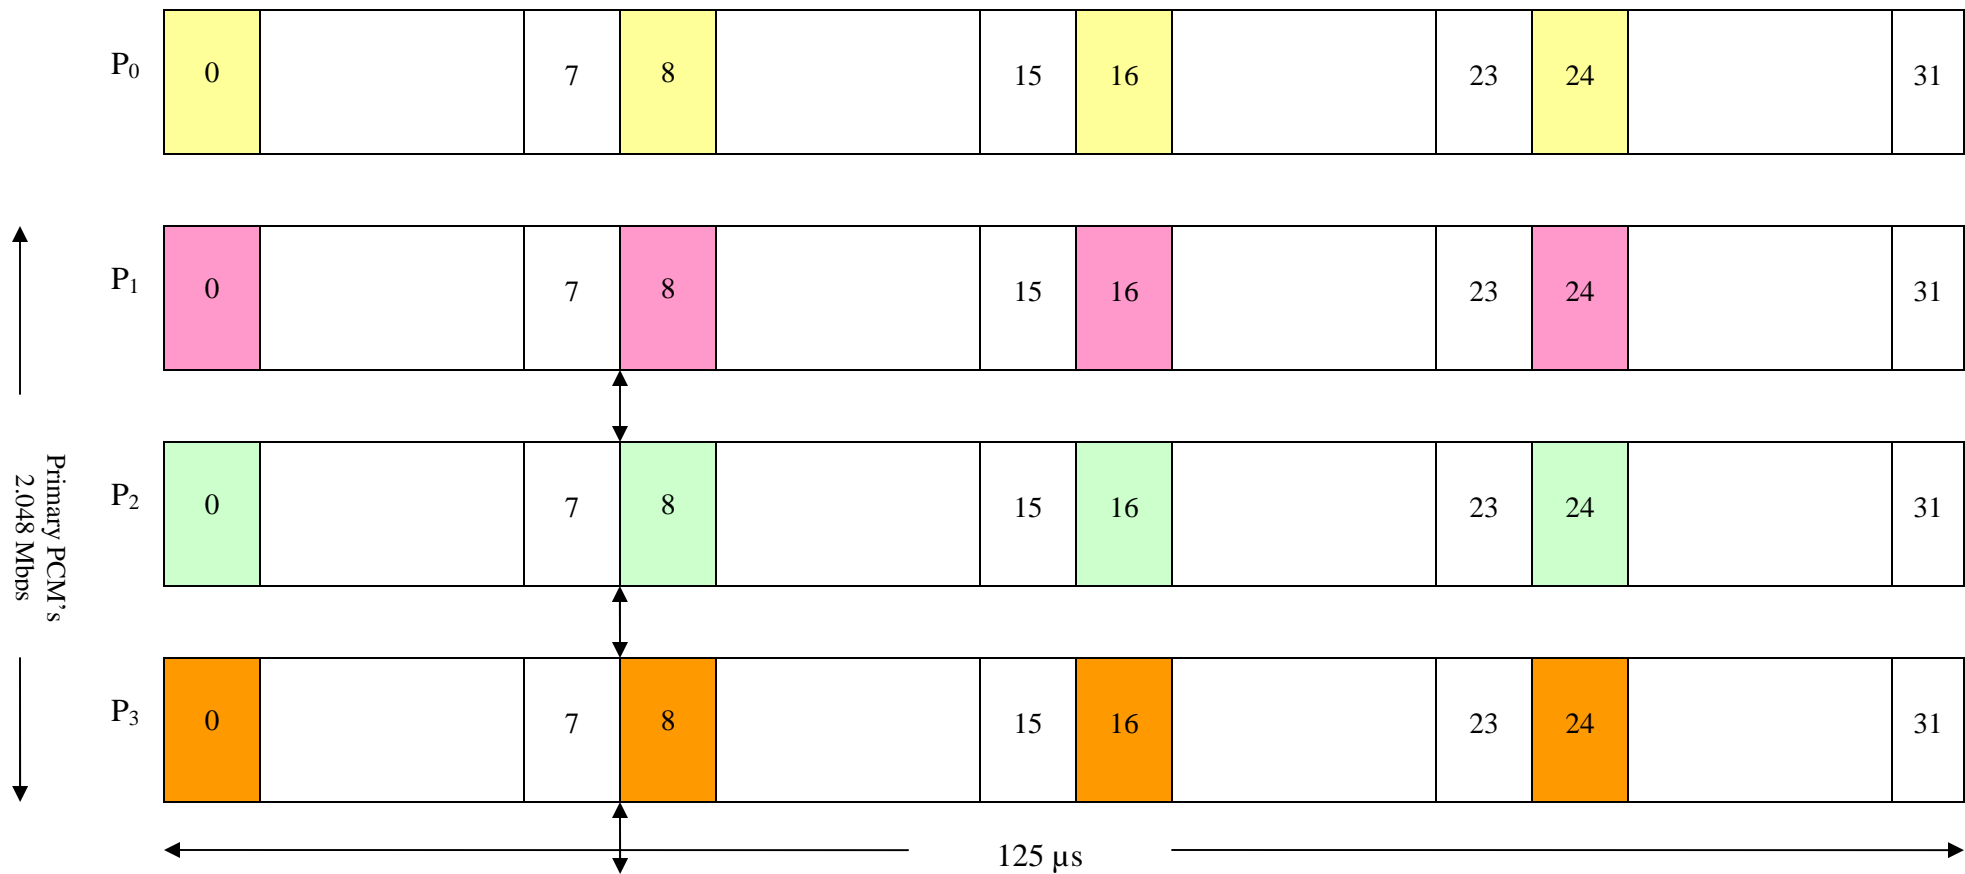 P0 0 7 8 15 16 23 24 31
P1 0 7 8 15 16 23 24 31
P2 0 7 8 15 16 23 24 31
P3 0 7 8 15 16 23 24 31
Primary PCM's
2.048 Mbps
125 µs